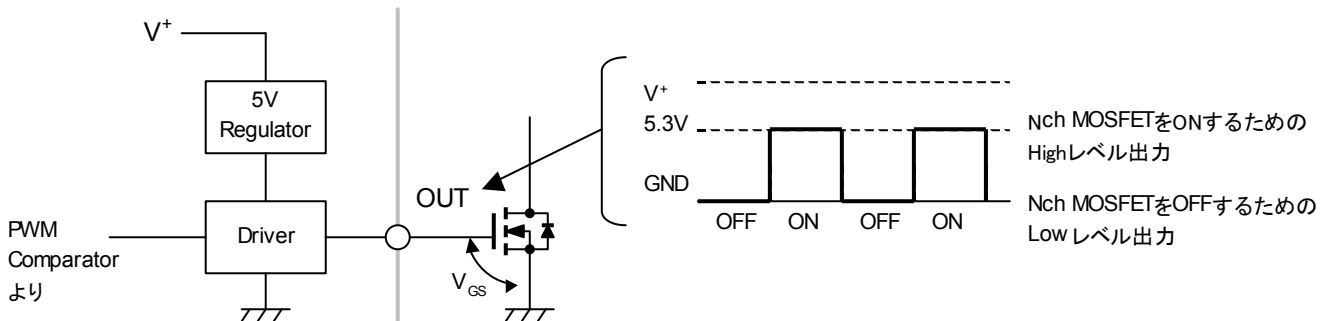 V+
5V
Regulator
Driver
PWM
Comparator
より
OUT
VGS
V+
5.3V
GND
OFF ON OFF ON
Nch MOSFETをONするための
Highレベル出力
Nch MOSFETをOFFするための
Lowレベル出力